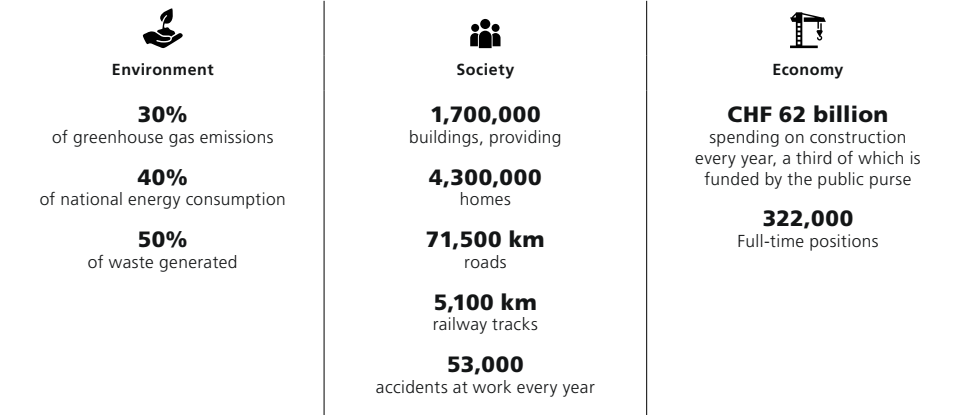 Environment
30%
of greenhouse gas emissions
40%
of national energy consumption
50%
of waste generated
Society
1,700,000
buildings, providing
4,300,000
homes
71,500 km
roads
5,100 km
railway tracks
53,000
accidents at work every year
Economy
CHF 62 billion
spending on construction
every year, a third of which is
funded by the public purse
322,000
Full-time positions